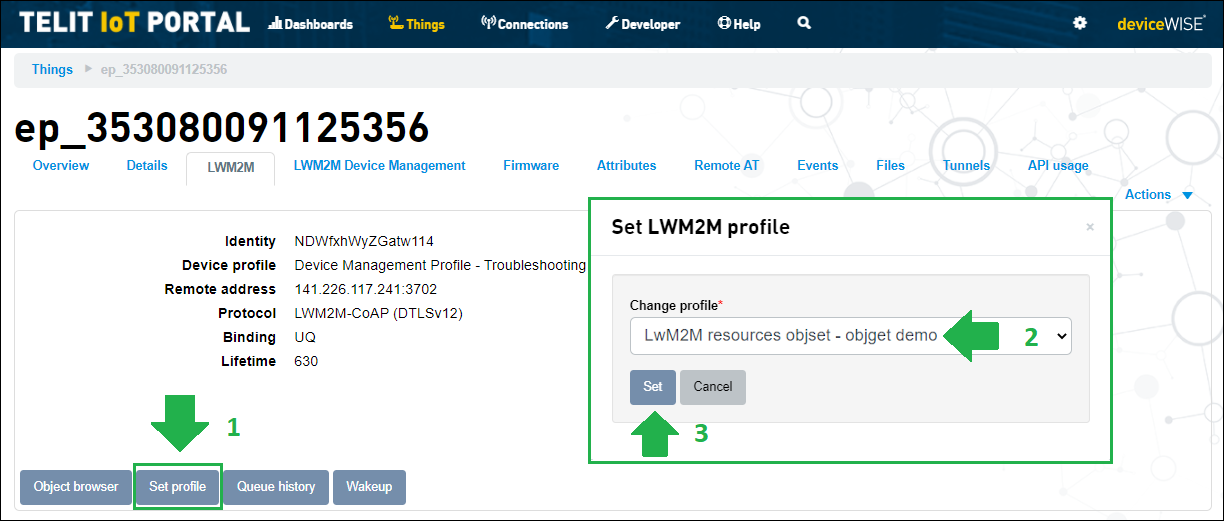 TELIT IoT PORTAL Dashboards Things Connections Developer Help deviceWISE®
Things ep_353080091125356
ep_353080091125356
Overview Details LWM2M LWM2M Device Management Firmware Attributes Remote AT Events Files Tunnels API usage
Actions
Identity NDWfxhWyZGatw114
Device profile Device Management Profile - Troubleshooting
Remote address 141.226.117.241:3702
Protocol LWM2M-CoAP (DTLSv12)
Binding UQ
Lifetime 630
1
Object browser Set profile Queue history Wakeup
Set LWM2M profile ×
Change profile*
LwM2M resources objset - objget demo 2
Set Cancel
3